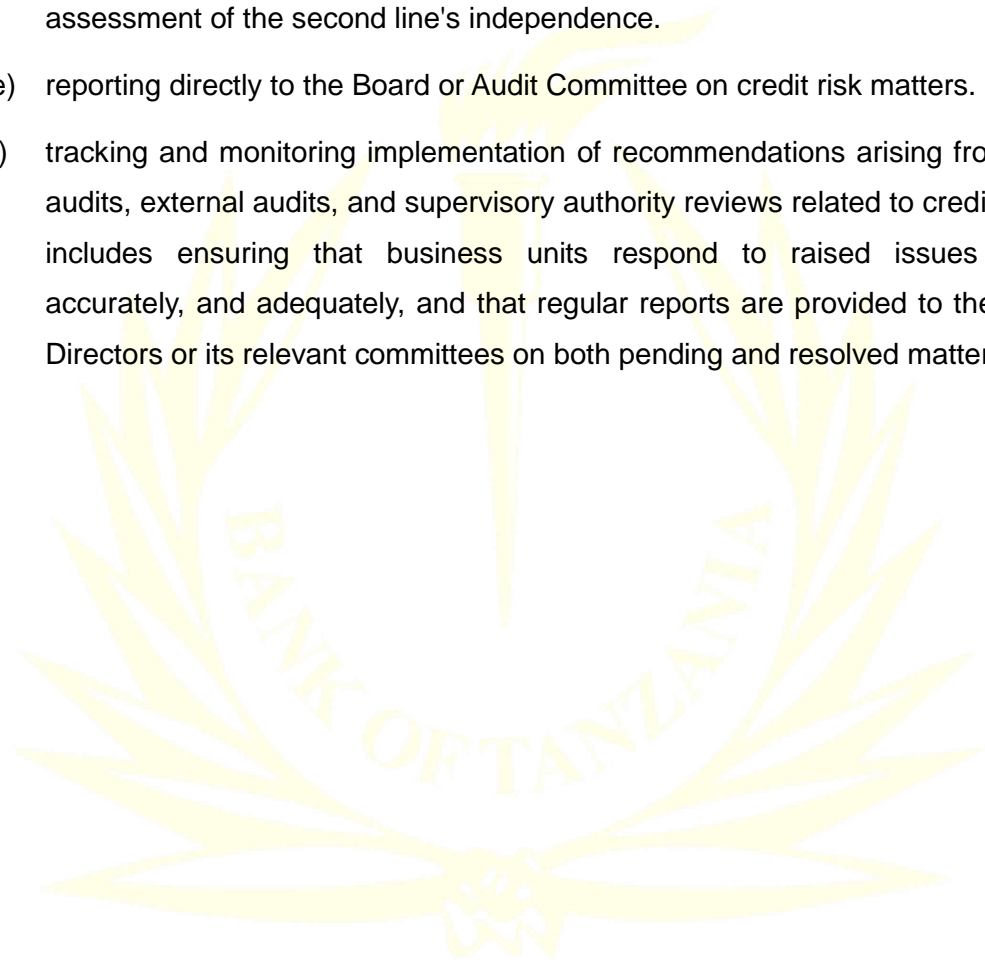 assessment of the second line's independence.
e) reporting directly to the Board or Audit Committee on credit risk matters.
) tracking and monitoring implementation of recommendations arising fro
audits, external audits, and supervisory authority reviews related to credi
includes ensuring that business units respond to raised issues
accurately, and adequately, and that regular reports are provided to the
Directors or its relevant committees on both pending and resolved matter
BANK OF TANZANIA